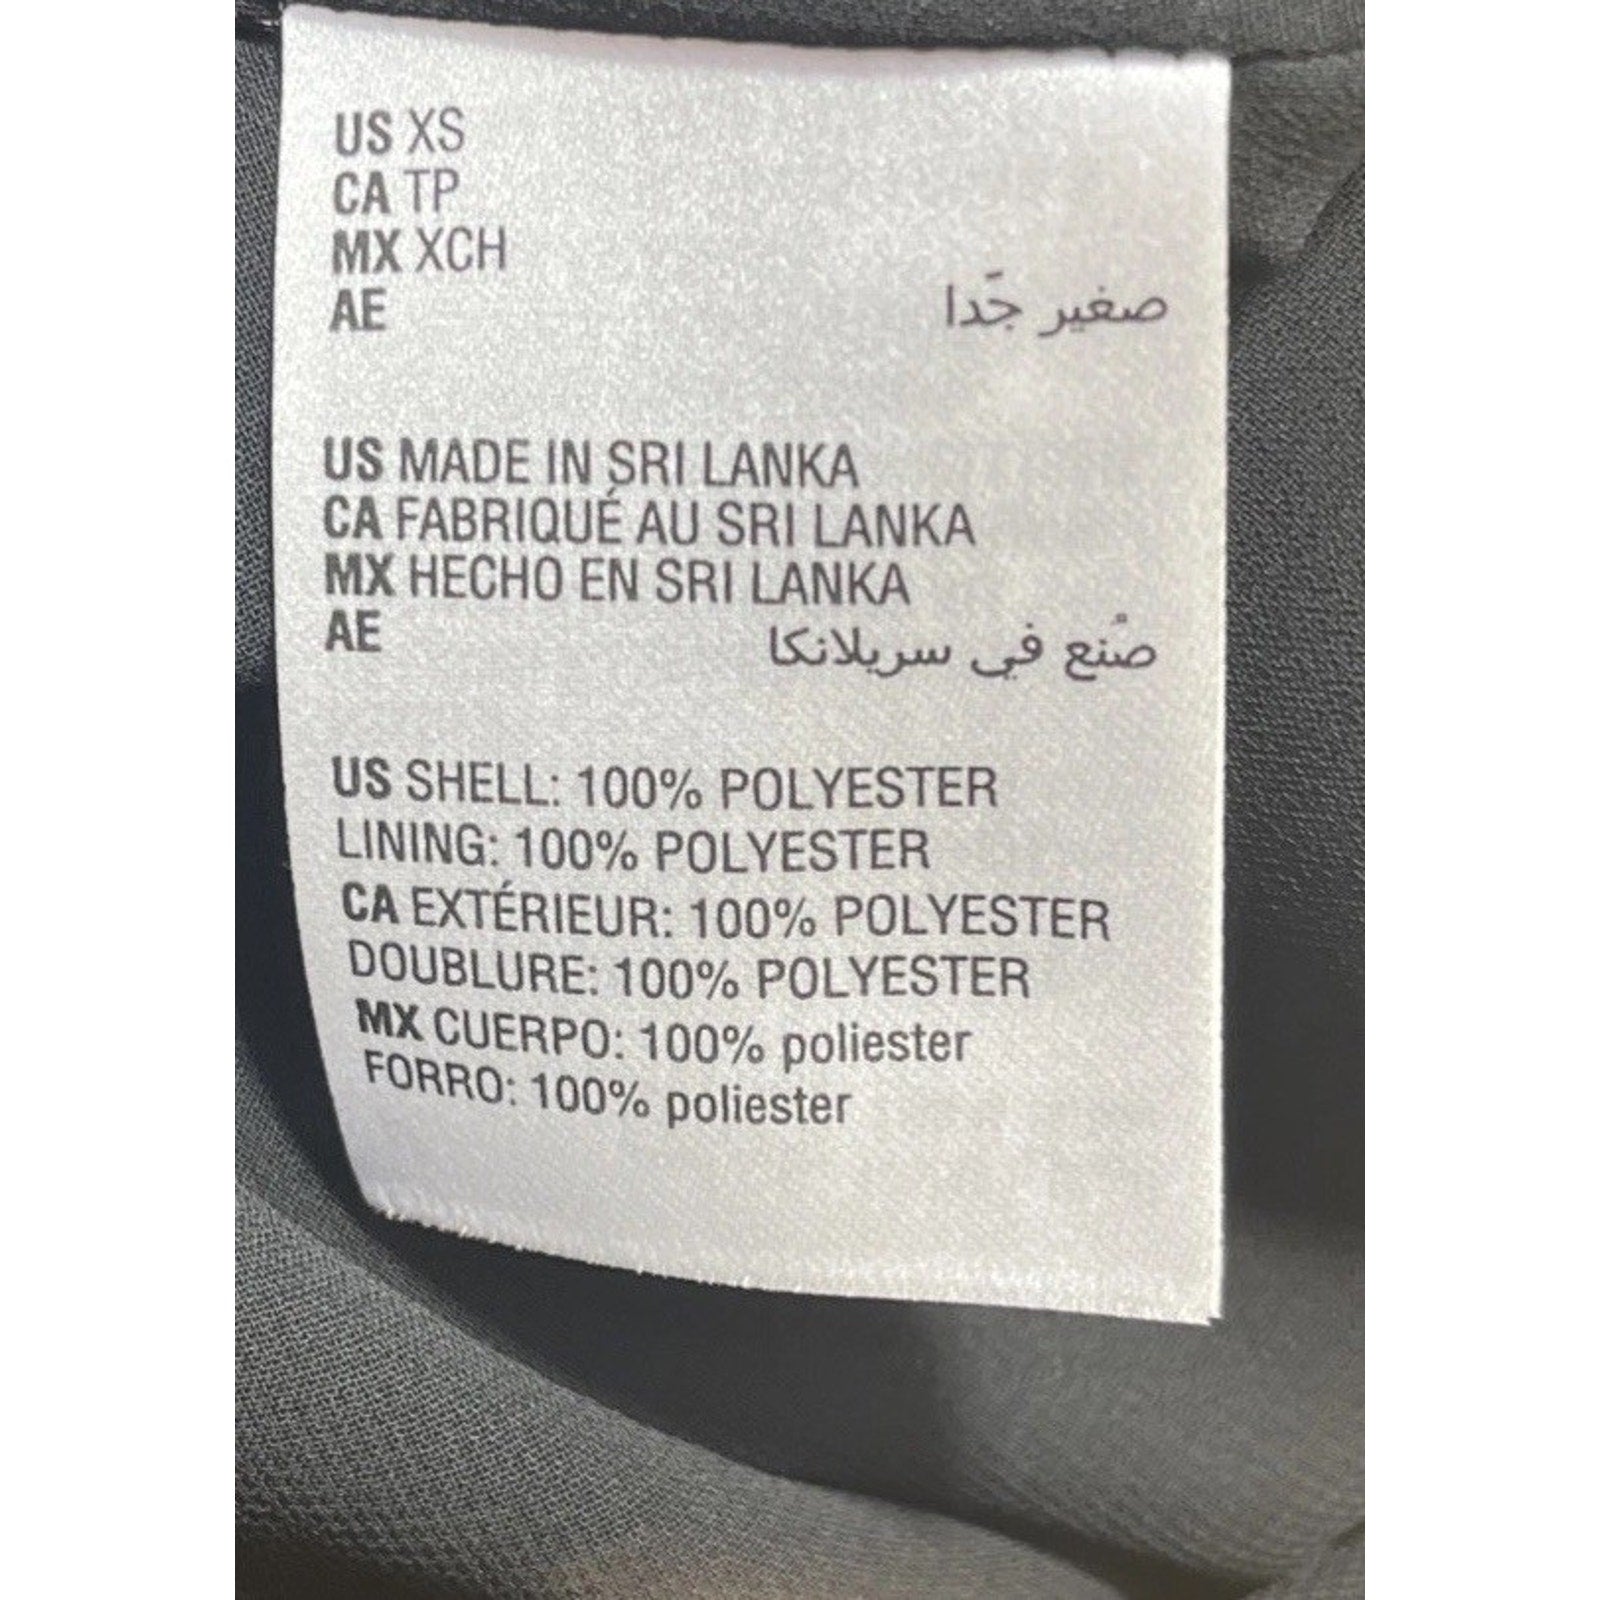 US XS
CA TP
MX XCH
AE صغير جّدا
US MADE IN SRI LANKA
CA FABRIQUÉ AU SRI LANKA
MX HECHO EN SRI LANKA
AE صْنع في سريلانكا
US SHELL: 100% POLYESTER
LINING: 100% POLYESTER
CA EXTÉRIEUR: 100% POLYESTER
DOUBLURE: 100% POLYESTER
MX CUERPO: 100% poliester
FORRO: 100% poliester